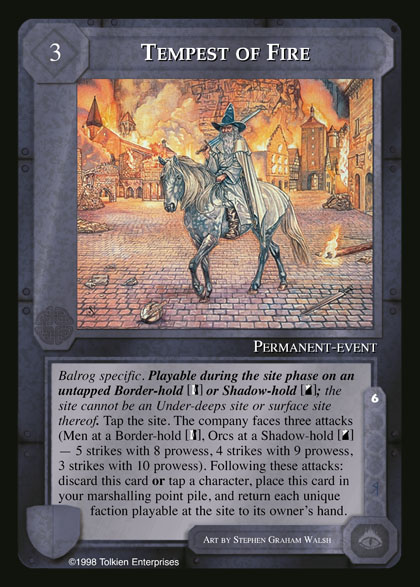 3
TEMPEST OF FIRE
PERMANENT-EVENT
Balrog specific. Playable during the site phase on an
untapped Border-hold [] or Shadow-hold []; the
site cannot be an Under-deeps site or surface site
thereof. Tap the site. The company faces three attacks
(Men at a Border-hold [], Orcs at a Shadow-hold []
— 5 strikes with 8 prowess, 4 strikes with 9 prowess,
3 strikes with 10 prowess). Following these attacks:
discard this card or tap a character, place this card in
your marshalling point pile, and return each unique
faction playable at the site to its owner's hand.
6
ART BY STEPHEN GRAHAM WALSH
©1998 Tolkien Enterprises